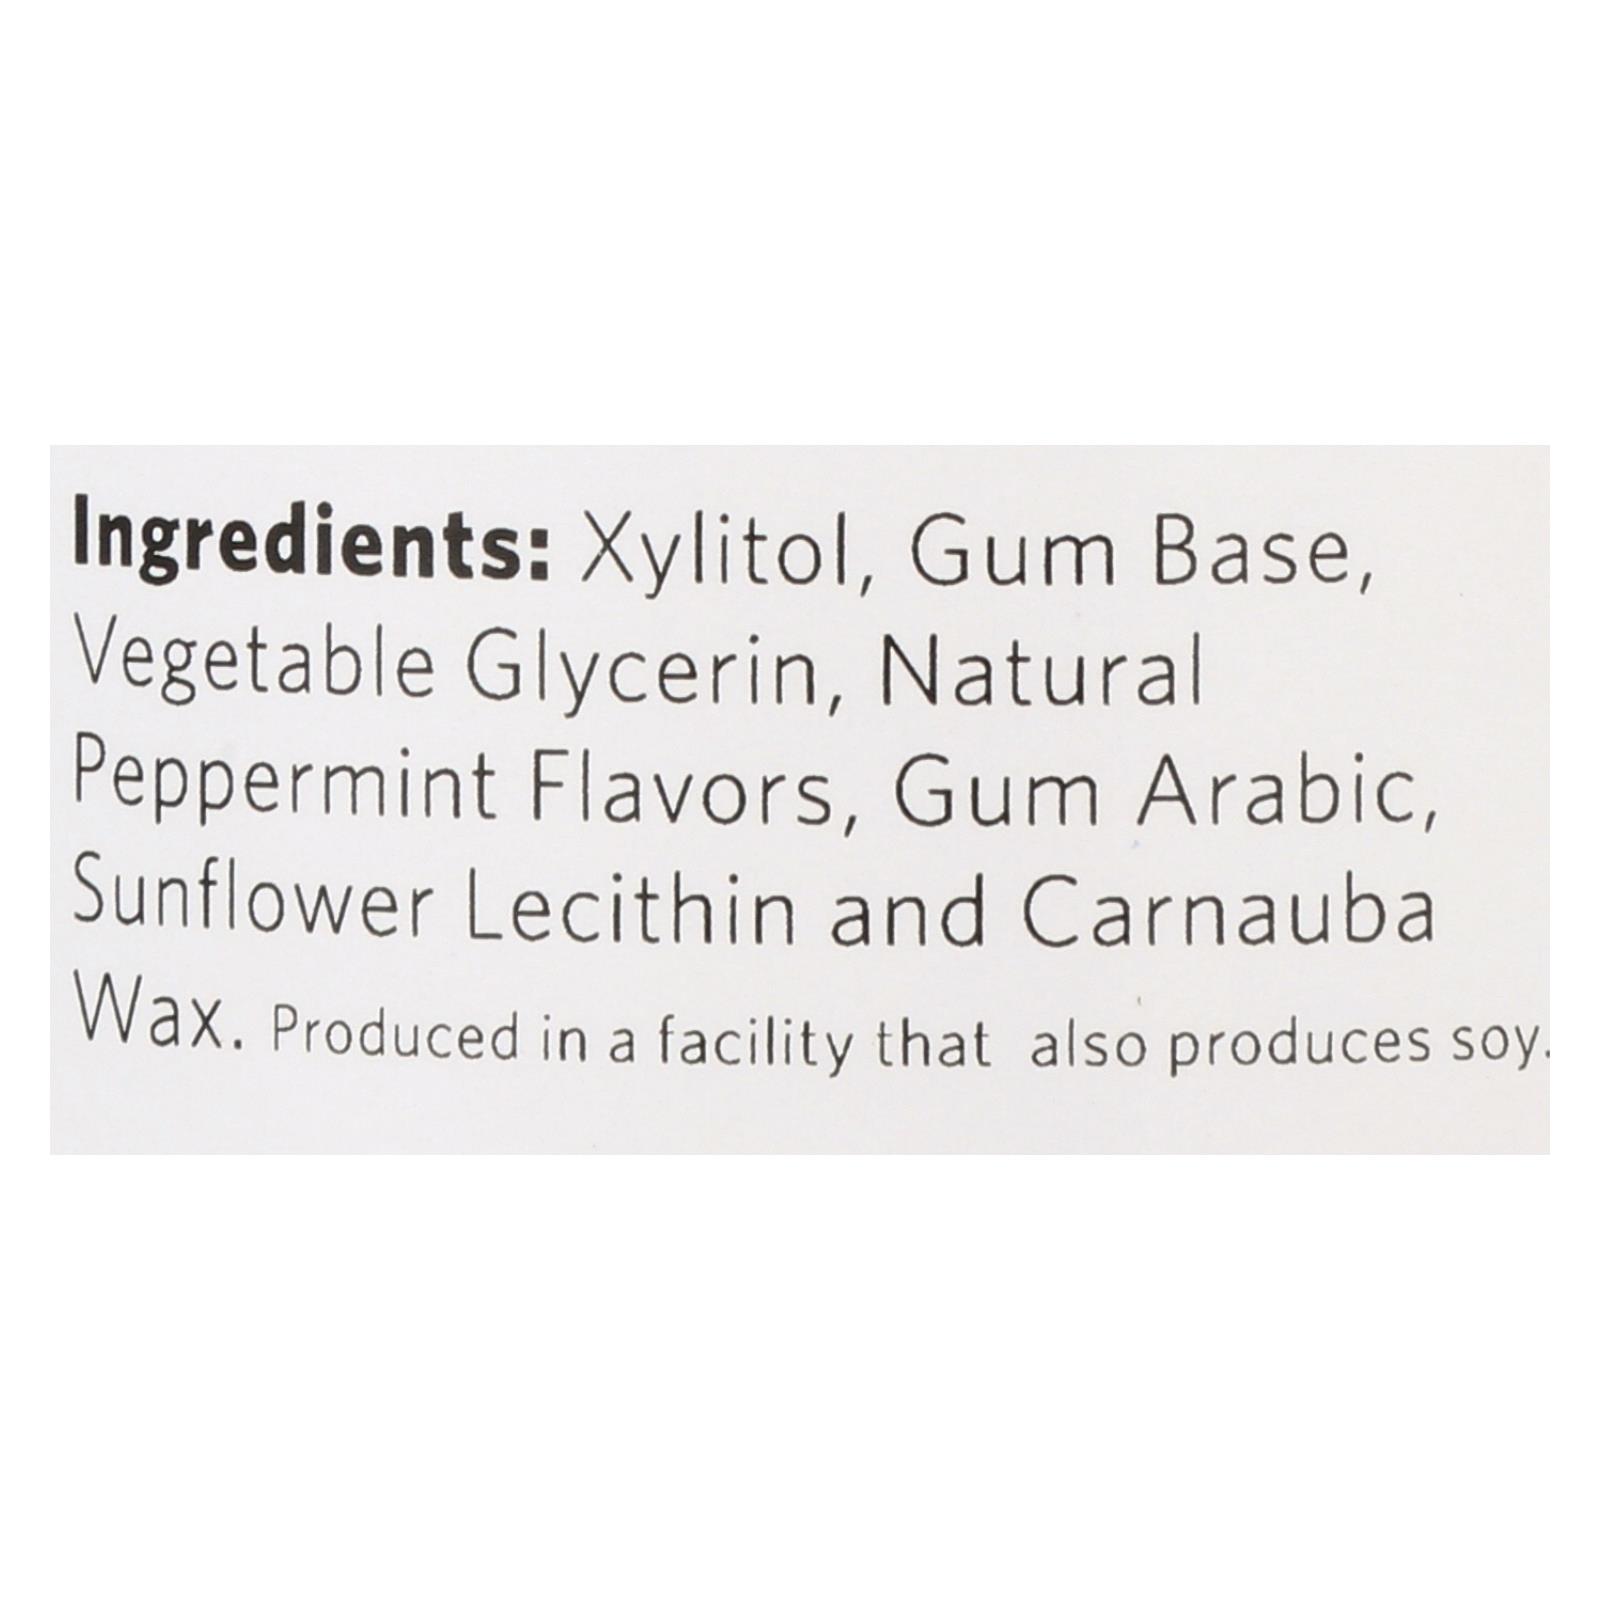 Ingredients: Xylitol, Gum Base,
Vegetable Glycerin, Natural
Peppermint Flavors, Gum Arabic,
Sunflower Lecithin and Carnauba
Wax. Produced in a facility that also produces soy.